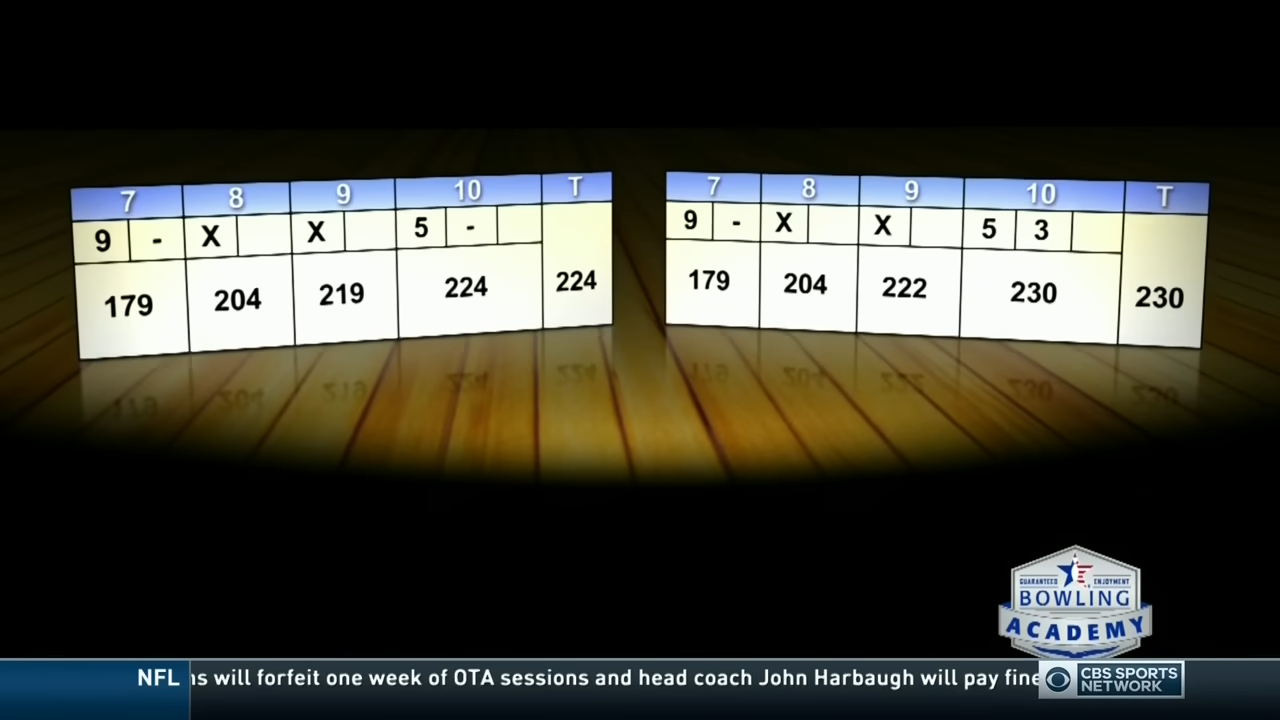 7 8 9 10 T
9 - X X 5 -
179 204 219 224 224
7 8 9 10 T
9 - X X 5 3
179 204 222 230 230
GUARANTEED ENJOYMENT
BOWLING
ACADEMY
NFL will forfeit one week of OTA sessions and head coach John Harbaugh will pay fine
CBS SPORTS
NETWORK